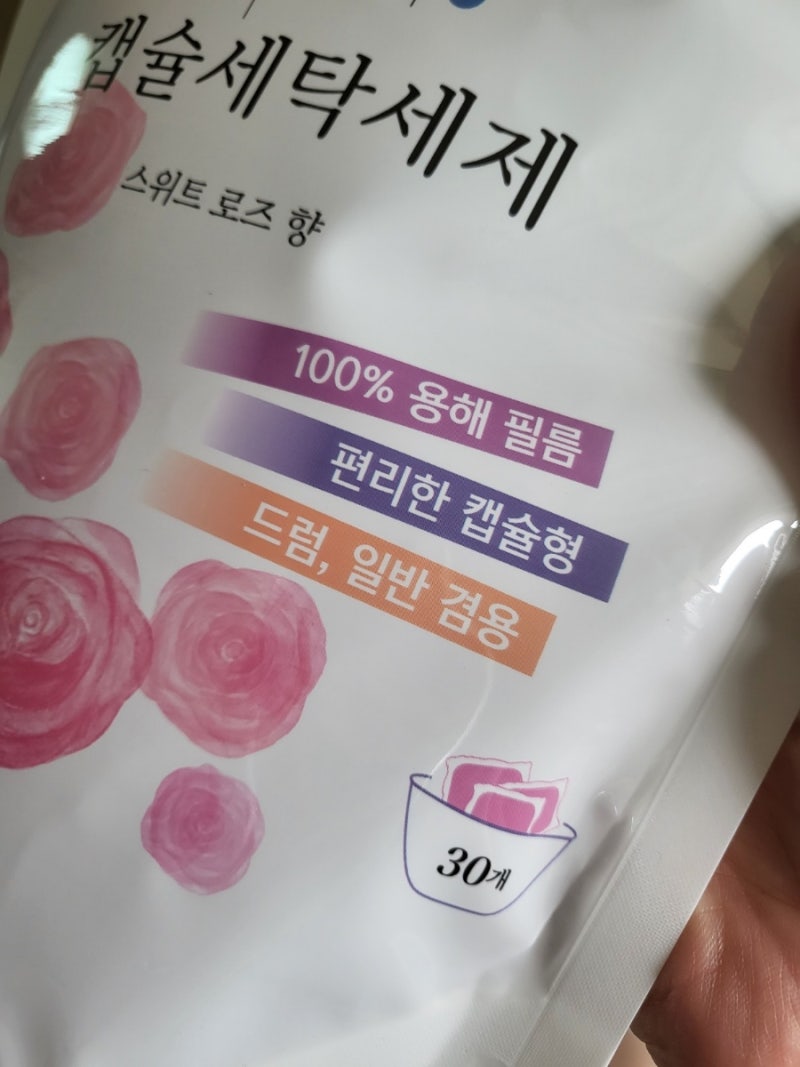 캡슐세탁세제
스위트 로즈 향
100% 용해 필름
편리한 캡슐형
드럼, 일반 겸용
30개